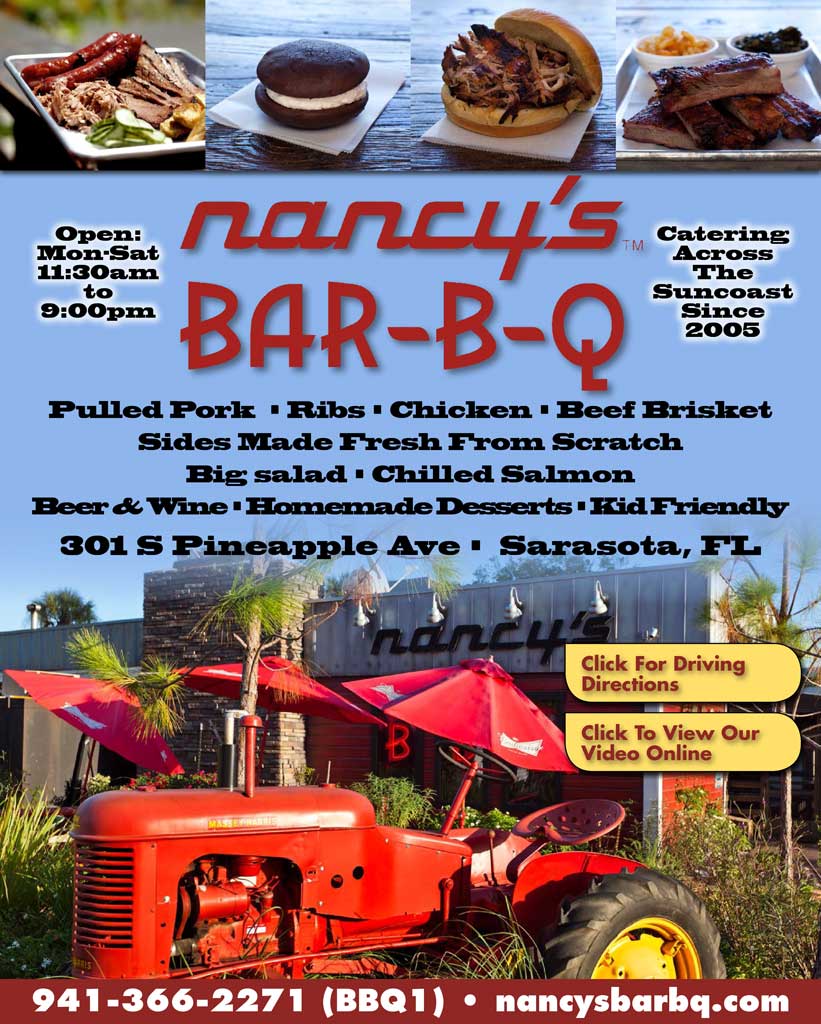 nancy's™
BAR-B-Q
Open:
Mon-Sat
11:30am
to
9:00pm
Catering
Across
The
Suncoast
Since
2005
Pulled Pork ▪ Ribs ▪ Chicken ▪ Beef Brisket
Sides Made Fresh From Scratch
Big salad ▪ Chilled Salmon
Beer & Wine ▪ Homemade Desserts ▪ Kid Friendly
301 S Pineapple Ave ▪ Sarasota, FL
nancy's
Click For Driving
Directions
Click To View Our
Video Online
B
MASSEY-HARRIS
941-366-2271 (BBQ1) • nancysbarbq.com